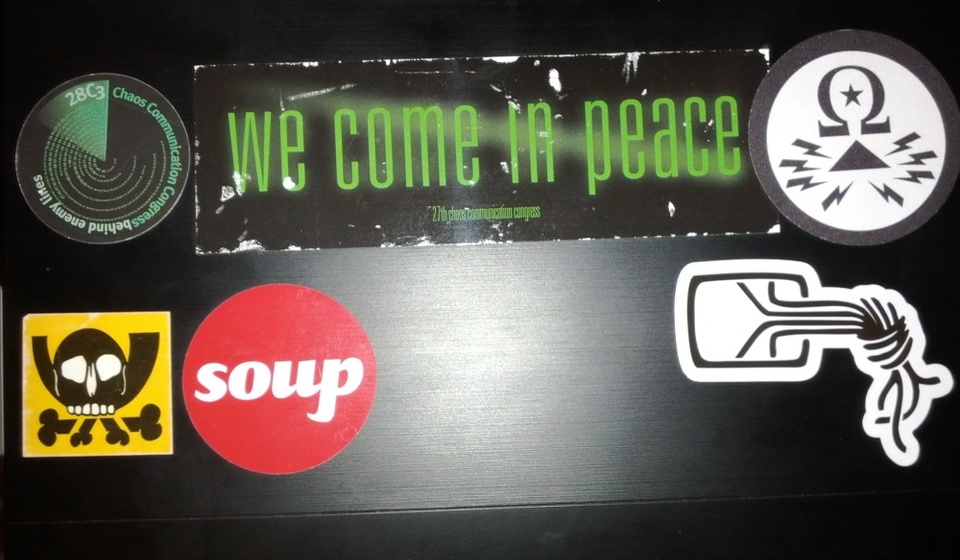 28C3 Chaos Communication Congress behind enemy lines
we come in peace
27th chaos communication congress
Ω
soup